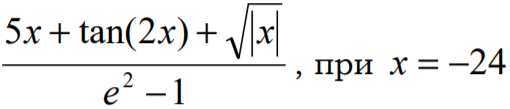 5x + tan(2x) + √|x|
e² − 1
, при x = −24